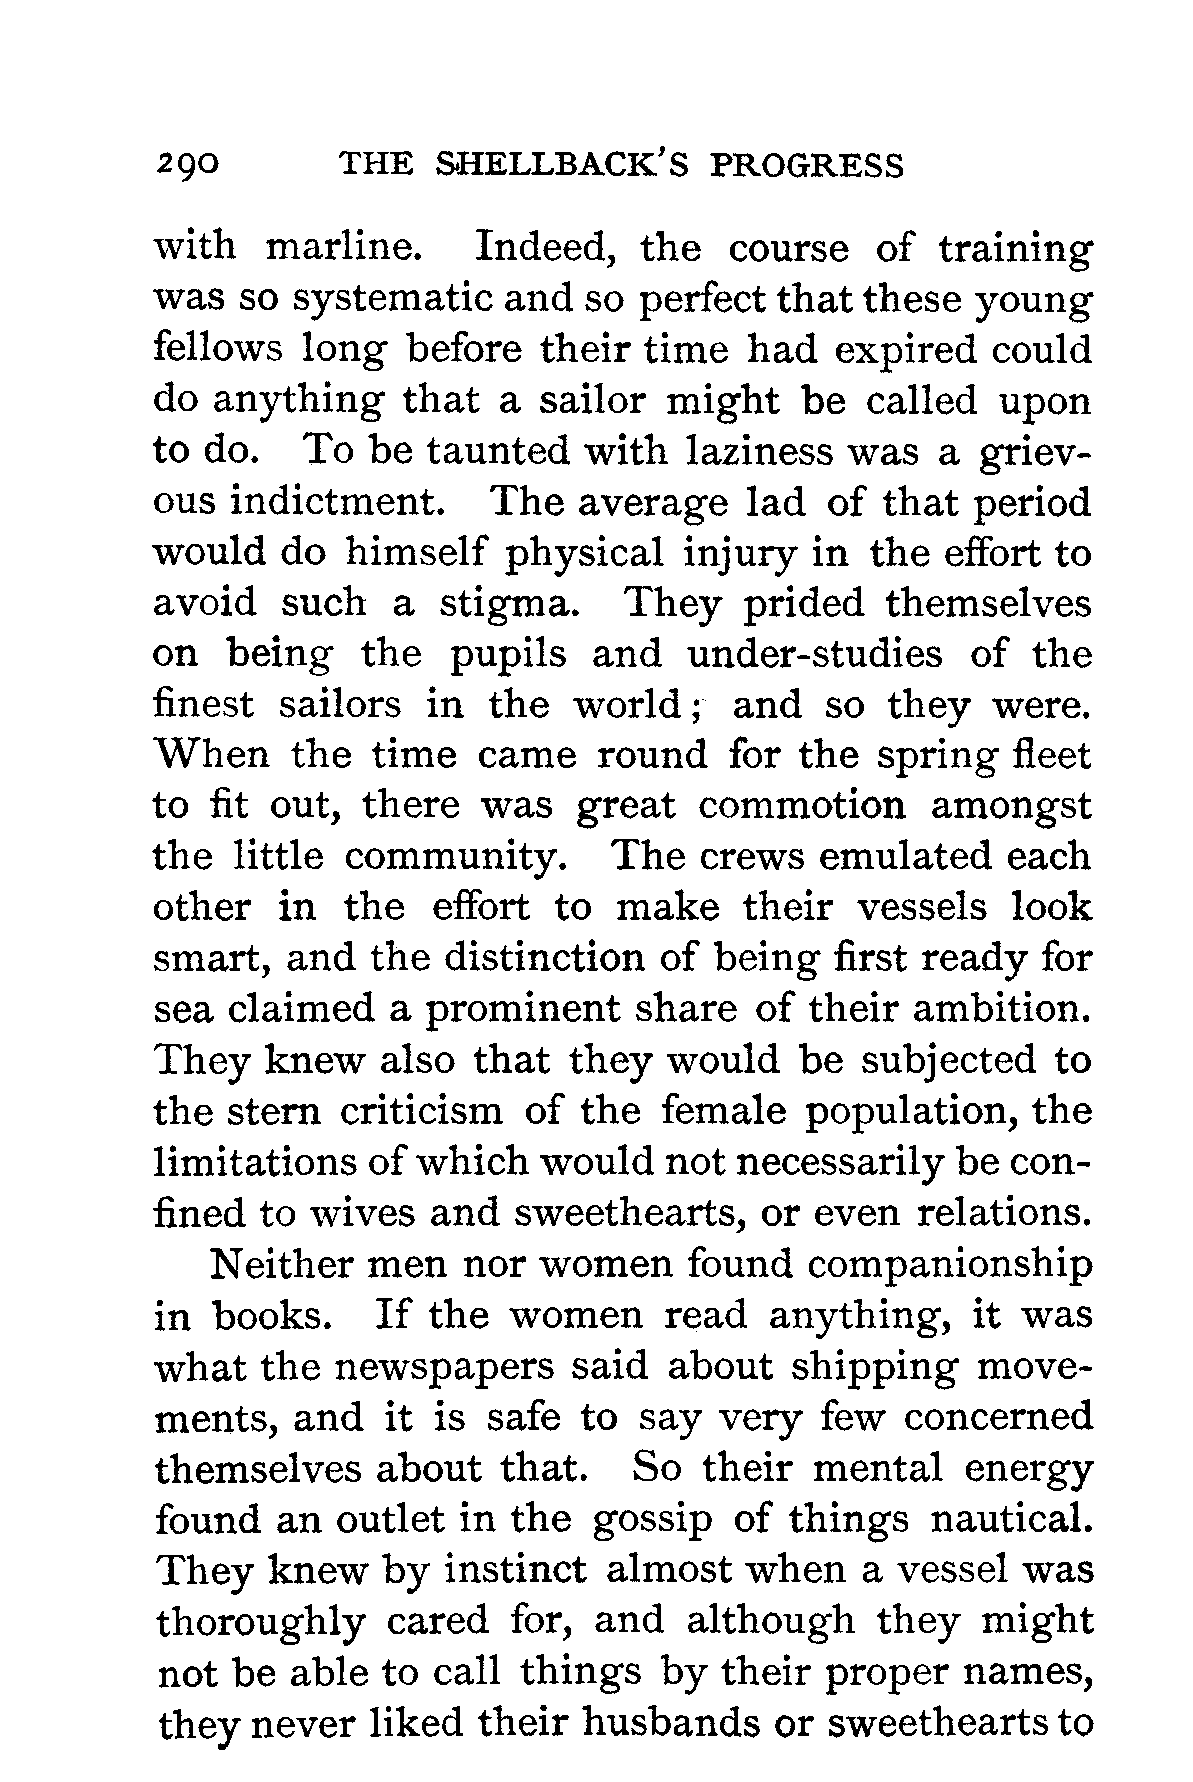 290 THE SHELLBACK'S PROGRESS
with marline. Indeed, the course of training
was so systematic and so perfect that these young
fellows long before their time had expired could
do anything that a sailor might be called upon
to do. To be taunted with laziness was a griev-
ous indictment. The average lad of that period
would do himself physical injury in the effort to
avoid such a stigma. They prided themselves
on being the pupils and under-studies of the
finest sailors in the world; and so they were.
When the time came round for the spring fleet
to fit out, there was great commotion amongst
the little community. The crews emulated each
other in the effort to make their vessels look
smart, and the distinction of being first ready for
sea claimed a prominent share of their ambition.
They knew also that they would be subjected to
the stern criticism of the female population, the
limitations of which would not necessarily be con-
fined to wives and sweethearts, or even relations.
Neither men nor women found companionship
in books. If the women read anything, it was
what the newspapers said about shipping move-
ments, and it is safe to say very few concerned
themselves about that. So their mental energy
found an outlet in the gossip of things nautical.
They knew by instinct almost when a vessel was
thoroughly cared for, and although they might
not be able to call things by their proper names,
they never liked their husbands or sweethearts to